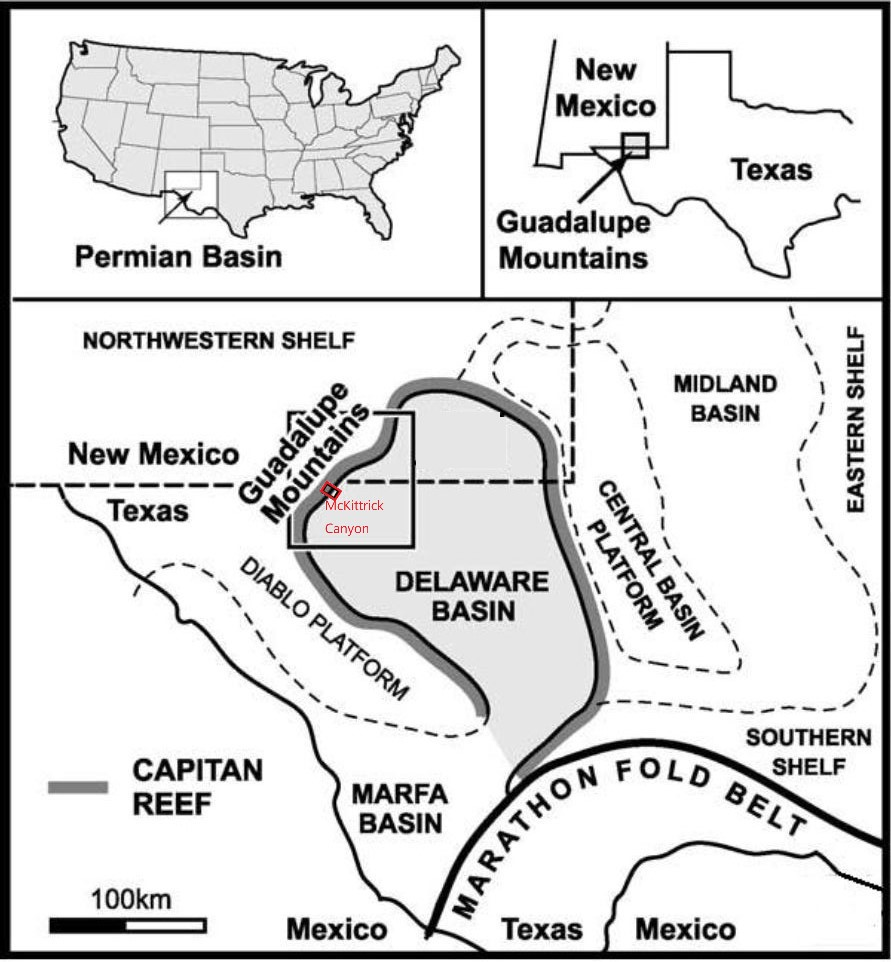 Permian Basin
New
Mexico
Texas
Guadalupe
Mountains
NORTHWESTERN SHELF
Guadalupe
Mountains
MIDLAND
BASIN
EASTERN SHELF
New Mexico
Texas
McKittrick
Canyon
CENTRAL BASIN
PLATFORM
DELAWARE
BASIN
DIABLO PLATFORM
SOUTHERN
SHELF
CAPITAN
REEF
MARFA
BASIN
MARATHON FOLD BELT
100km
Mexico
Texas
Mexico